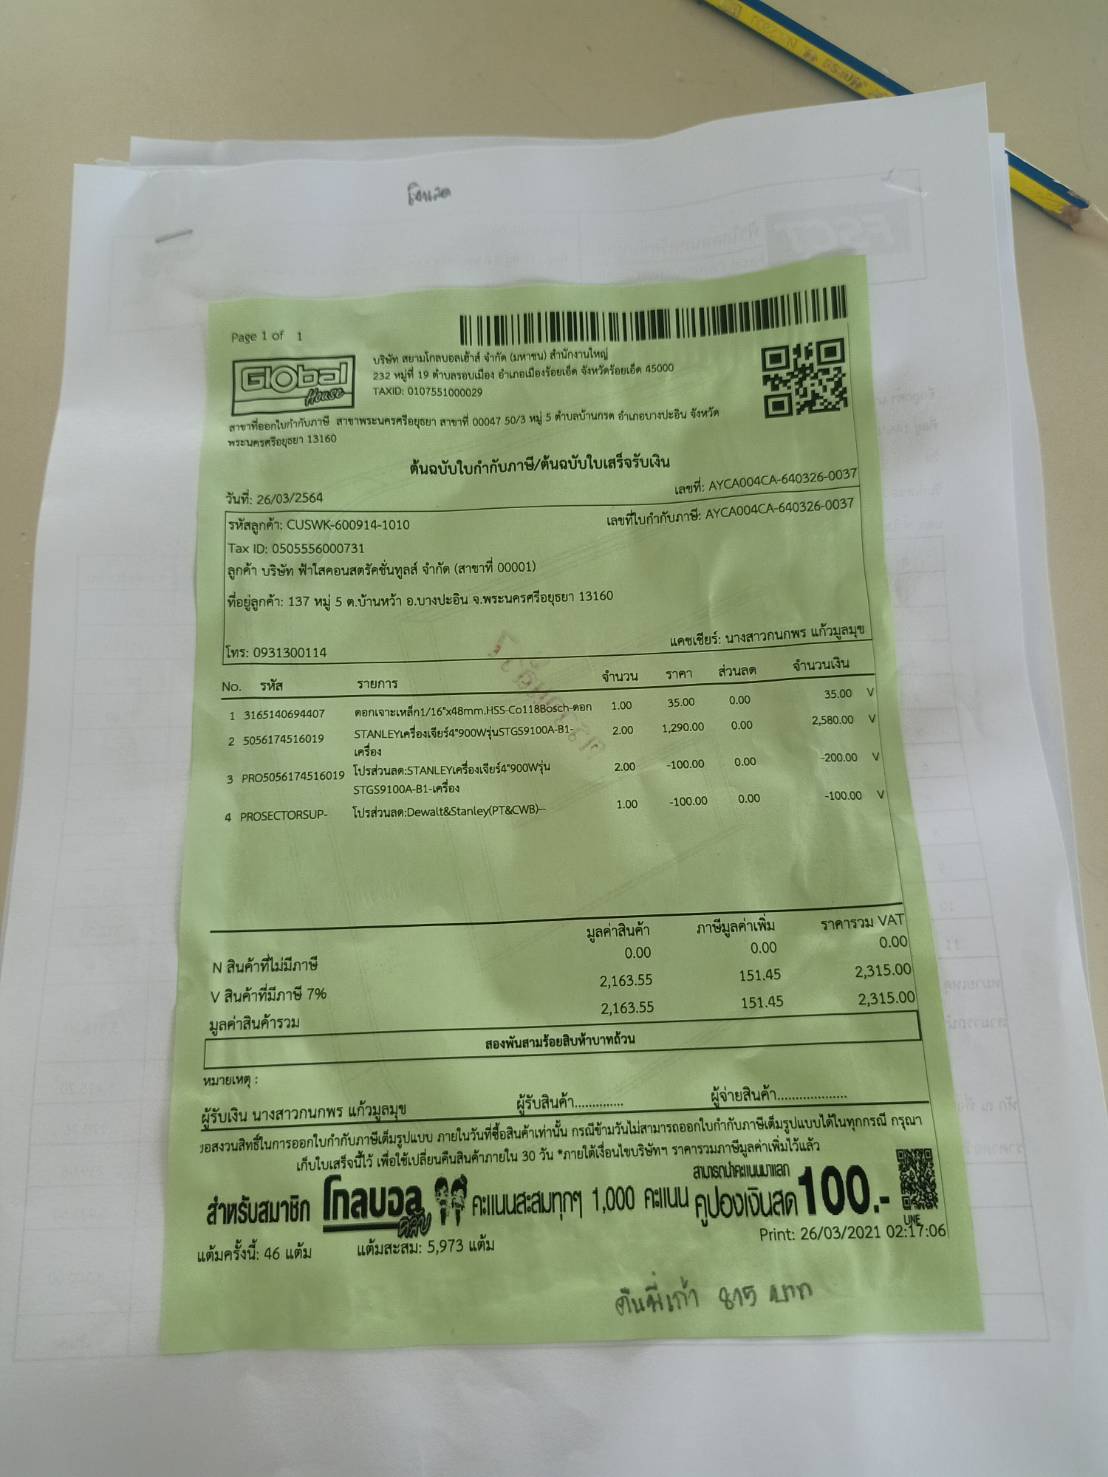 โอนสด
Page 1 of 1
GlObal House
บริษัท สยามโกลบอลเฮ้าส์ จำกัด (มหาชน) สำนักงานใหญ่
232 หมู่ที่ 19 ตำบลรอบเมือง อำเภอเมืองร้อยเอ็ด จังหวัดร้อยเอ็ด 45000
TAXID: 0107551000029
สาขาที่ออกใบกำกับภาษี สาขาพระนครศรีอยุธยา สาขาที่ 00047 50/3 หมู่ 5 ตำบลบ้านกรด อำเภอบางปะอิน จังหวัด
พระนครศรีอยุธยา 13160
ต้นฉบับใบกำกับภาษี/ต้นฉบับใบเสร็จรับเงิน
วันที่: 26/03/2564 เลขที่: AYCA004CA-640326-0037
รหัสลูกค้า: CUSWK-600914-1010 เลขที่ใบกำกับภาษี: AYCA004CA-640326-0037
Tax ID: 0505556000731
ลูกค้า บริษัท ฟ้าใสคอนสตรัคชั่นทูลส์ จำกัด (สาขาที่ 00001)
ที่อยู่ลูกค้า: 137 หมู่ 5 ต.บ้านหว้า อ.บางปะอิน จ.พระนครศรีอยุธยา 13160
โทร: 0931300114 แคชเชียร์: นางสาวกนกพร แก้วมูลมุข
No. รหัส รายการ จำนวน ราคา ส่วนลด จำนวนเงิน
1 3165140694407 ดอกเจาะเหล็ก1/16"x48mm.HSS-Co118Bosch-ดอก 1.00 35.00 0.00 35.00 V
2 5056174516019 STANLEYเครื่องเจียร์4"900Wรุ่นSTGS9100A-B1- 2.00 1,290.00 0.00 2,580.00 V
เครื่อง
3 PRO5056174516019 โปรส่วนลด:STANLEYเครื่องเจียร์4"900Wรุ่น 2.00 -100.00 0.00 -200.00 V
STGS9100A-B1-เครื่อง
4 PROSECTORSUP- โปรส่วนลด:Dewalt&Stanley(PT&CWB)-- 1.00 -100.00 0.00 -100.00 V
มูลค่าสินค้า ภาษีมูลค่าเพิ่ม ราคารวม VAT
N สินค้าที่ไม่มีภาษี 0.00 0.00 0.00
V สินค้าที่มีภาษี 7% 2,163.55 151.45 2,315.00
มูลค่าสินค้ารวม 2,163.55 151.45 2,315.00
สองพันสามร้อยสิบห้าบาทถ้วน
หมายเหตุ :
ผู้รับเงิน นางสาวกนกพร แก้วมูลมุข ผู้รับสินค้า............. ผู้จ่ายสินค้า...................
ขอสงวนสิทธิ์ในการออกใบกำกับภาษีเต็มรูปแบบ ภายในวันที่ซื้อสินค้าเท่านั้น กรณีข้ามวันไม่สามารถออกใบกำกับภาษีเต็มรูปแบบได้ในทุกกรณี กรุณา
เก็บใบเสร็จนี้ไว้ เพื่อใช้เปลี่ยนคืนสินค้าภายใน 30 วัน *ภายใต้เงื่อนไขบริษัทฯ ราคารวมภาษีมูลค่าเพิ่มไว้แล้ว
สำหรับสมาชิก โกลบอล คลับ คะแนนสะสมทุกๆ 1,000 คะแนน สามารถนำคะแนนมาแลก คูปองเงินสด 100.-
LINE
แต้มครั้งนี้: 46 แต้ม แต้มสะสม: 5,973 แต้ม Print: 26/03/2021 02:17:06
คืนพี่เก๋า 815 บาท